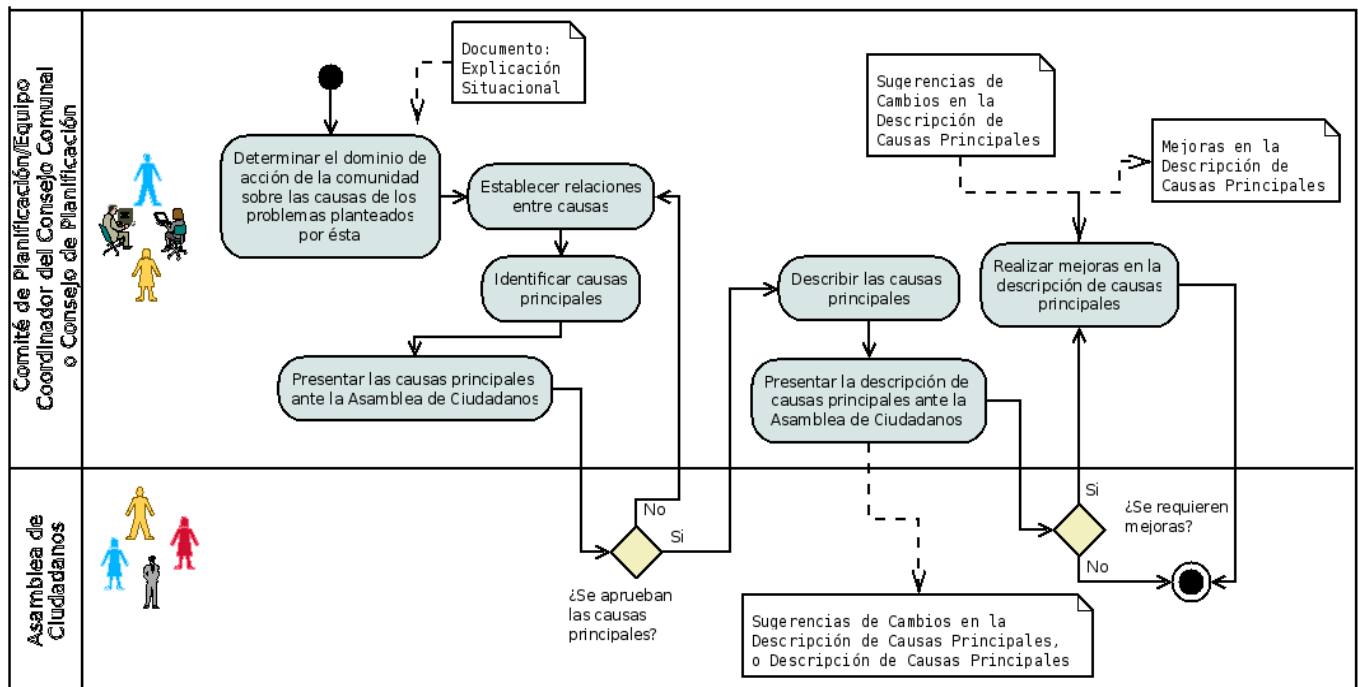 Comité de Planificación/Equipo
Coordinador del Consejo Comunal
o Consejo de Planificación
Documento:
Explicación
Situacional
Sugerencias de
Cambios en la
Descripción de
Causas Principales
Mejoras en la
Descripción de
Causas Principales
Determinar el dominio de
acción de la comunidad
sobre las causas de los
problemas planteados
por ésta
Establecer relaciones
entre causas
Identificar causas
principales
Presentar las causas principales
ante la Asamblea de Ciudadanos
Describir las causas
principales
Presentar la descripción de
causas principales ante la
Asamblea de Ciudadanos
Realizar mejoras en la
descripción de causas
principales
Asamblea de
Ciudadanos
No
Si
¿Se aprueban
las causas
principales?
Si
¿Se requieren
mejoras?
No
Sugerencias de Cambios en la
Descripción de Causas Principales,
o Descripción de Causas Principales